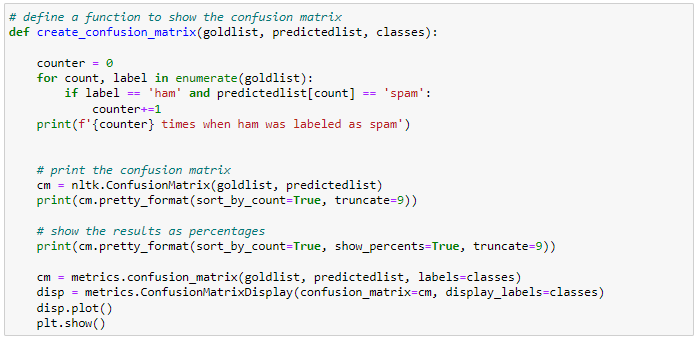 # define a function to show the confusion matrix
def create_confusion_matrix(goldlist, predictedlist, classes):
    counter = 0
    for count, label in enumerate(goldlist):
        if label == 'ham' and predictedlist[count] == 'spam':
            counter+=1
    print(f'{counter} times when ham was labeled as spam')
    # print the confusion matrix
    cm = nltk.ConfusionMatrix(goldlist, predictedlist)
    print(cm.pretty_format(sort_by_count=True, truncate=9))
    # show the results as percentages
    print(cm.pretty_format(sort_by_count=True, show_percents=True, truncate=9))
    cm = metrics.confusion_matrix(goldlist, predictedlist, labels=classes)
    disp = metrics.ConfusionMatrixDisplay(confusion_matrix=cm, display_labels=classes)
    disp.plot()
    plt.show()